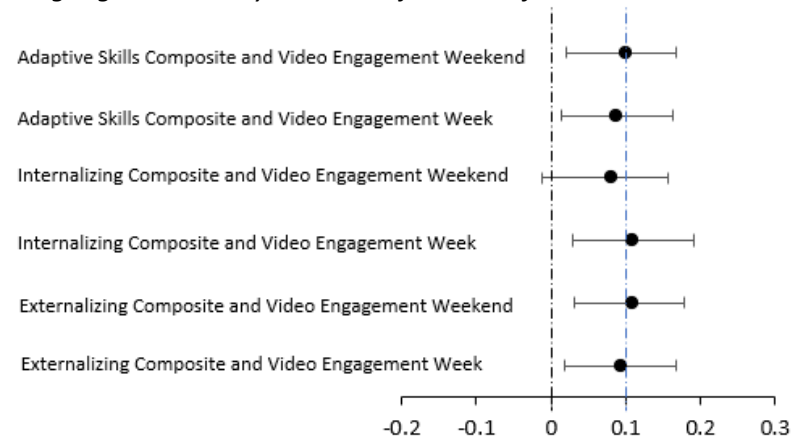 Adaptive Skills Composite and Video Engagement Weekend
Adaptive Skills Composite and Video Engagement Week
Internalizing Composite and Video Engagement Weekend
Internalizing Composite and Video Engagement Week
Externalizing Composite and Video Engagement Weekend
Externalizing Composite and Video Engagement Week
-0.2 -0.1 0 0.1 0.2 0.3